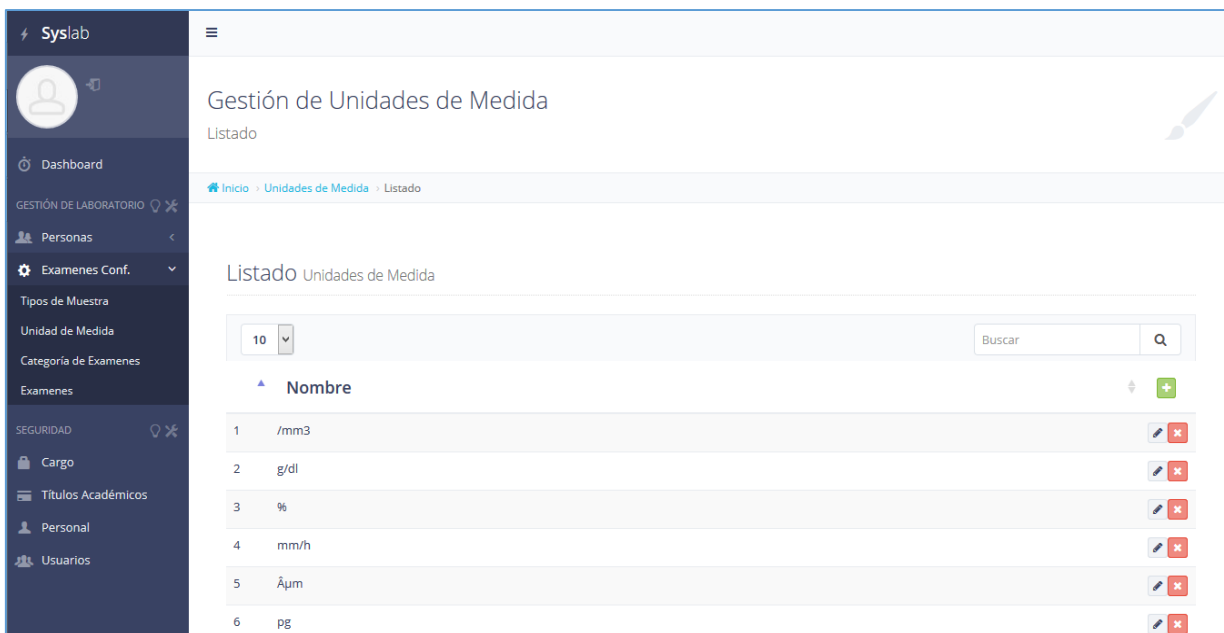 Syslab
Dashboard
GESTIÓN DE LABORATORIO
Personas
Examenes Conf.
Tipos de Muestra
Unidad de Medida
Categoría de Examenes
Examenes
SEGURIDAD
Cargo
Títulos Académicos
Personal
Usuarios
Gestión de Unidades de Medida
Listado
Inicio › Unidades de Medida › Listado
Listado Unidades de Medida
10 Buscar
Nombre
1 /mm3
2 g/dl
3 %
4 mm/h
5 Âµm
6 pg